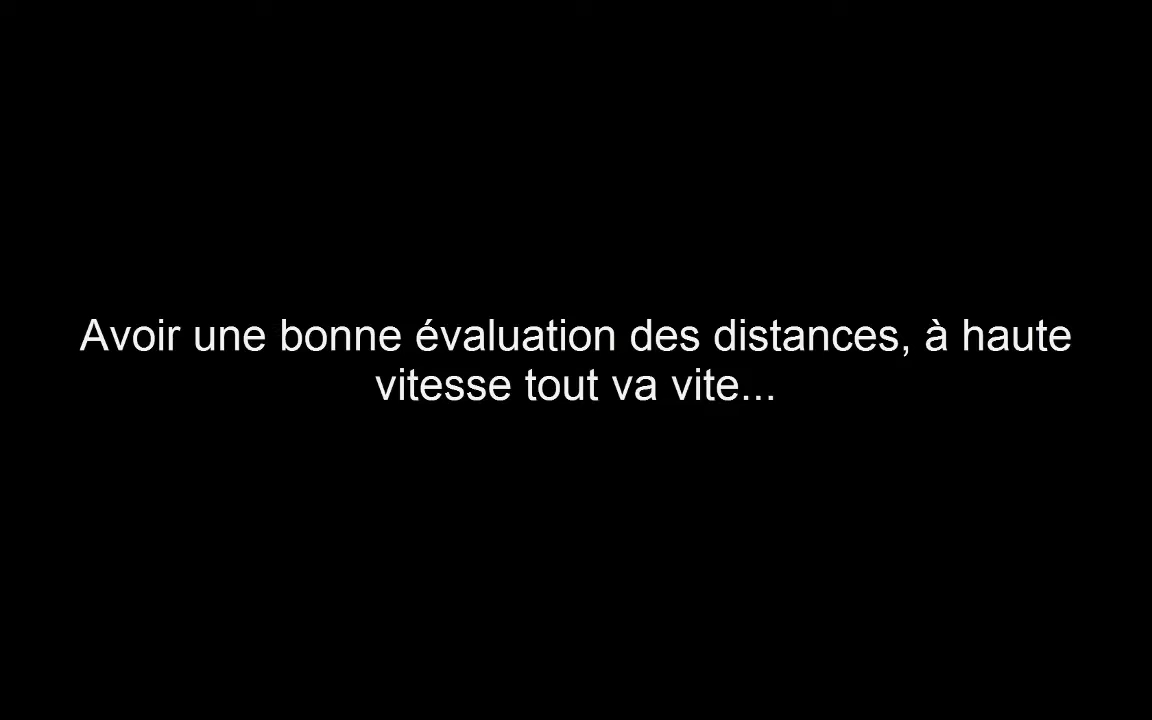 Avoir une bonne évaluation des distances, à haute
vitesse tout va vite...